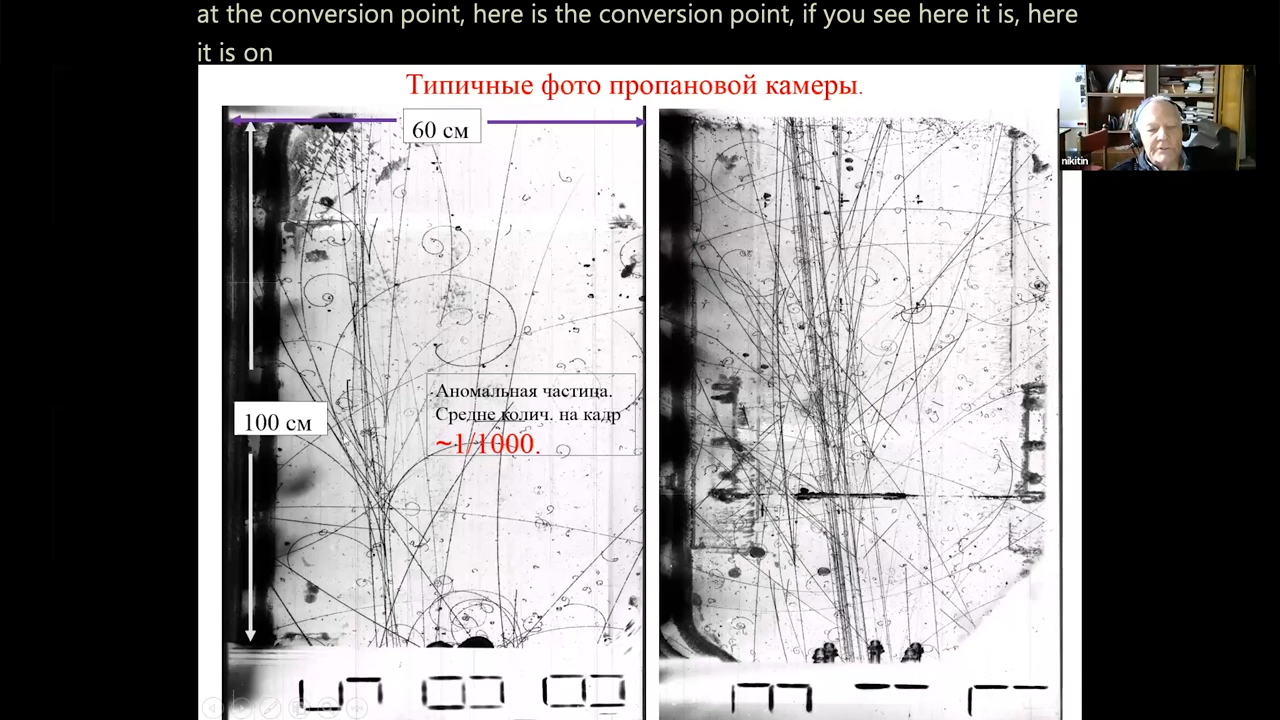 at the conversion point, here is the conversion point, if you see here it is, here
it is on
Типичные фото пропановой камеры.
60 см
nikitin
Аномальная частица.
Средне колич. на кадр
~1/1000.
100 см